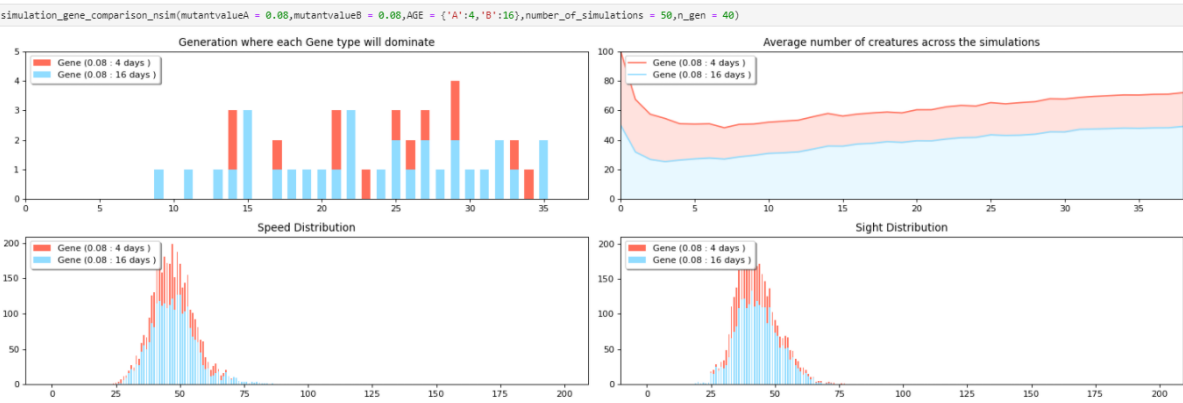 simulation_gene_comparison_nsim(mutantvalueA = 0.08,mutantvalueB = 0.08,AGE = {'A':4,'B':16},number_of_simulations = 50,n_gen = 40)
Generation where each Gene type will dominate
Gene (0.08 : 4 days )
Gene (0.08 : 16 days )
5
4
3
2
1
0
0 5 10 15 20 25 30 35
Average number of creatures across the simulations
Gene (0.08 : 4 days )
Gene (0.08 : 16 days )
100
80
60
40
20
0
0 5 10 15 20 25 30 35
Speed Distribution
Gene (0.08 : 4 days )
Gene (0.08 : 16 days )
200
150
100
50
0
0 25 50 75 100 125 150 175 200
Sight Distribution
Gene (0.08 : 4 days )
Gene (0.08 : 16 days )
200
150
100
50
0
0 25 50 75 100 125 150 175 200